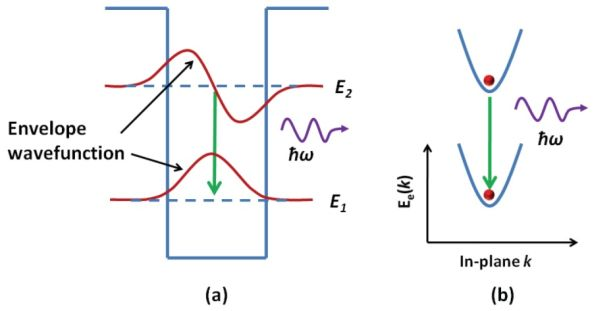 E2
Envelope
wavefunction
ħω
E1
(a)
ħω
Ee(k)
In-plane k
(b)